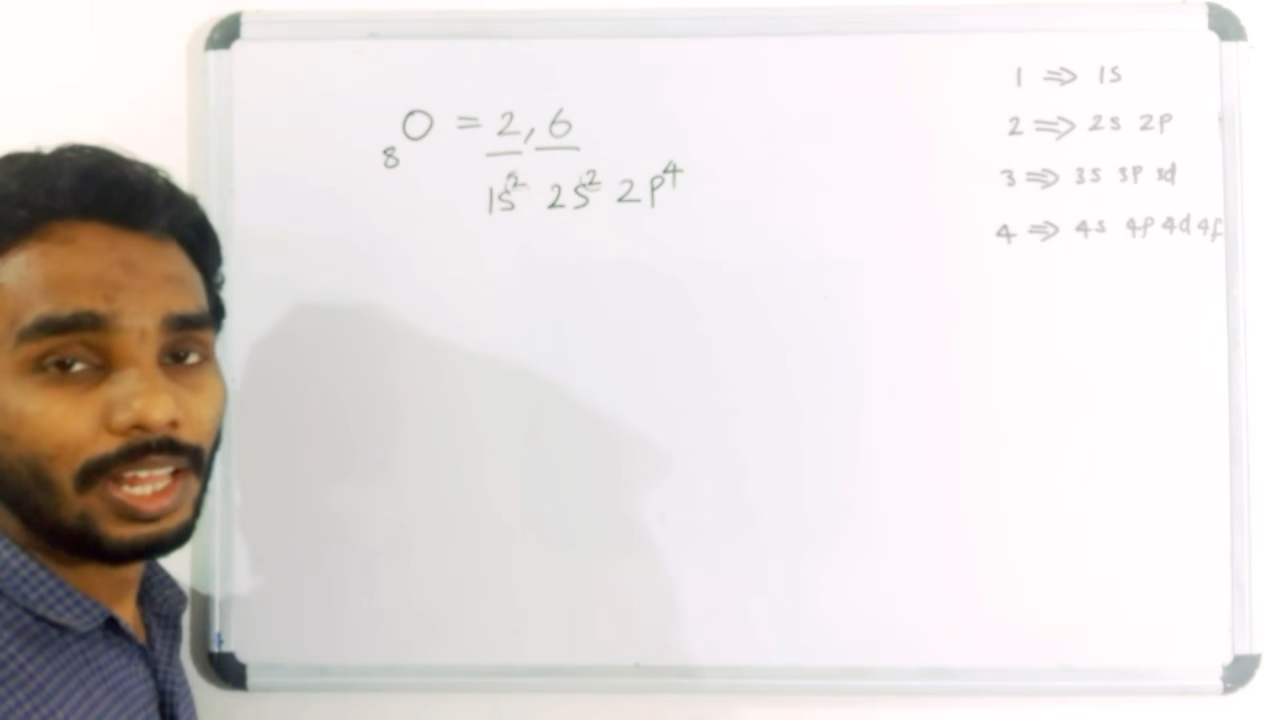 ₈O = 2, 6
1s² 2s² 2p⁴
1 ⇒ 1s
2 ⇒ 2s 2p
3 ⇒ 3s 3p 3d
4 ⇒ 4s 4p 4d 4f